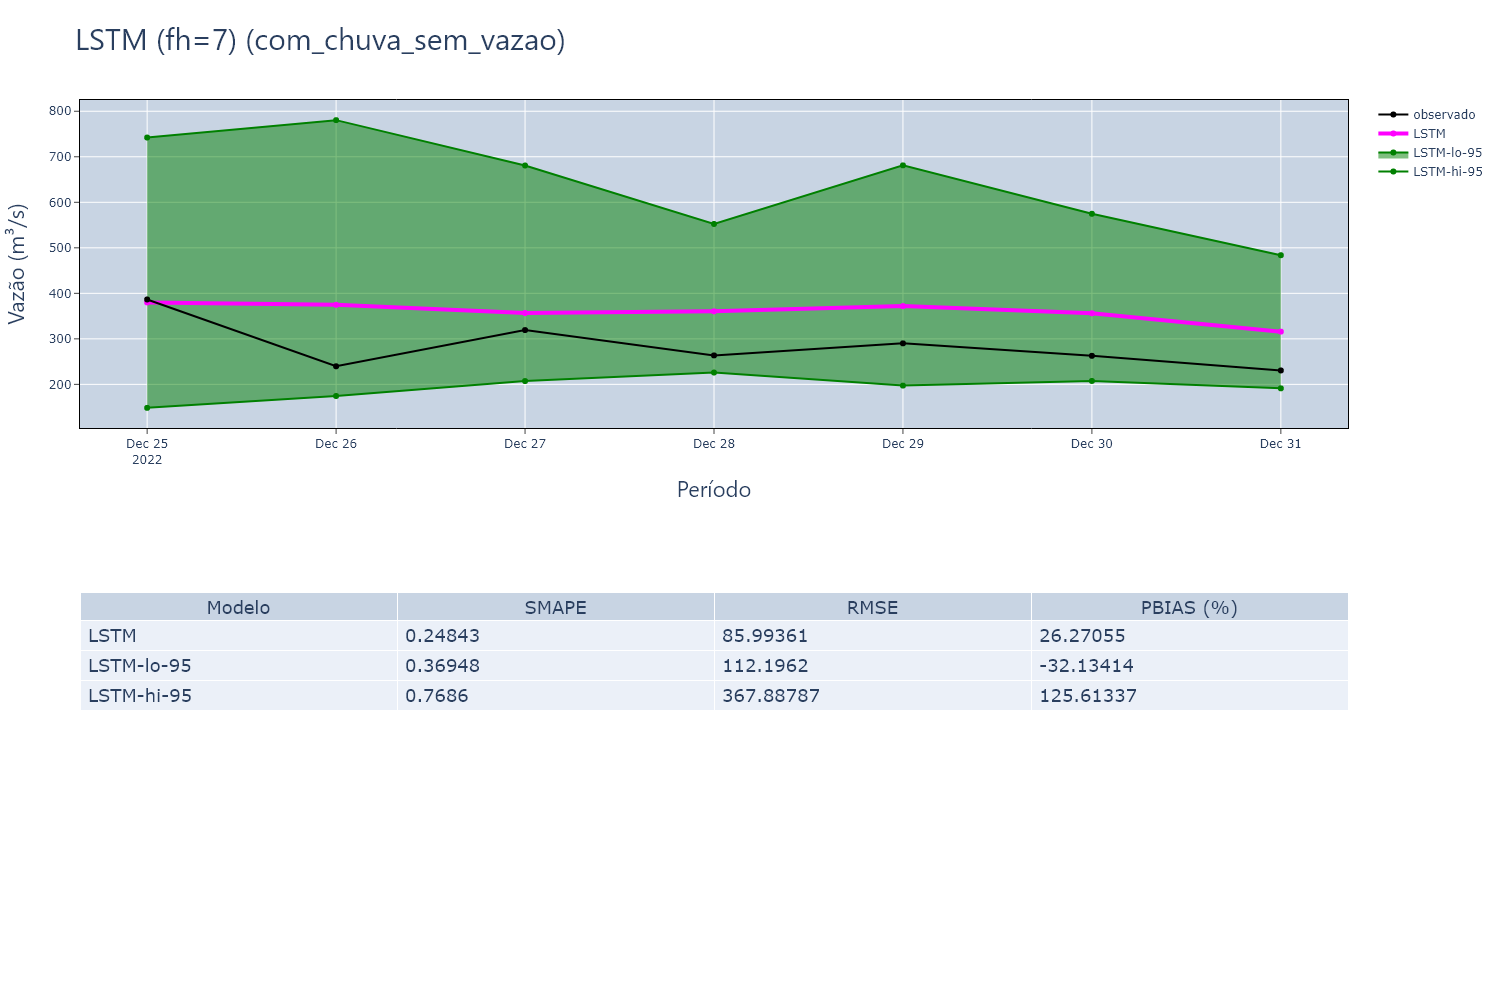 LSTM (fh=7) (com_chuva_sem_vazao)
800
700
600
500
400
300
200
Vazão (m³/s)
Dec 25 Dec 26 Dec 27 Dec 28 Dec 29 Dec 30 Dec 31
2022
Período
observado
LSTM
LSTM-lo-95
LSTM-hi-95
Modelo SMAPE RMSE PBIAS (%)
LSTM 0.24843 85.99361 26.27055
LSTM-lo-95 0.36948 112.1962 -32.13414
LSTM-hi-95 0.7686 367.88787 125.61337